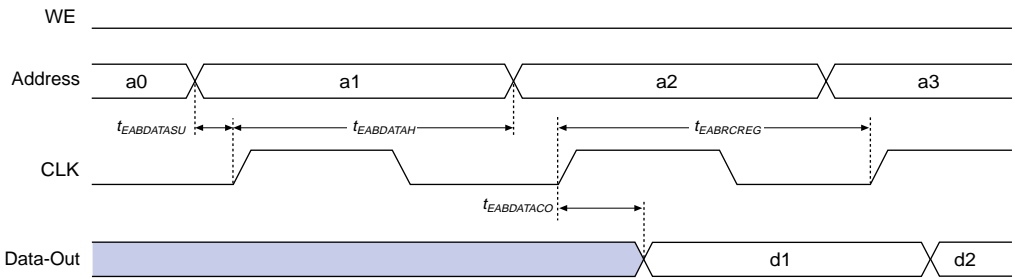 WE
Address a0 a1 a2 a3
tEABDATASU tEABDATAH tEABRCREG
CLK
tEABDATACO
Data-Out d1 d2